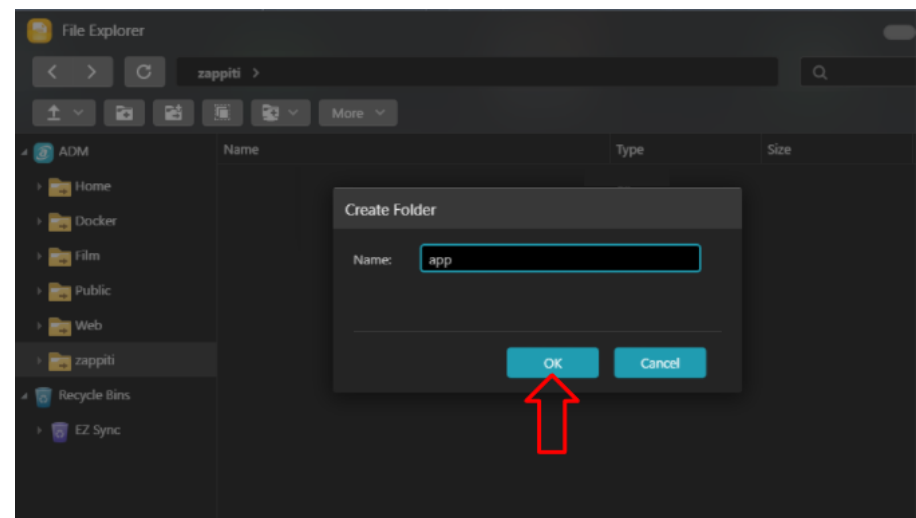 File Explorer
zappiti >
More
ADM
Name Type Size
Home
Docker
Film
Public
Web
zappiti
Recycle Bins
EZ Sync
Create Folder
Name: app
OK Cancel